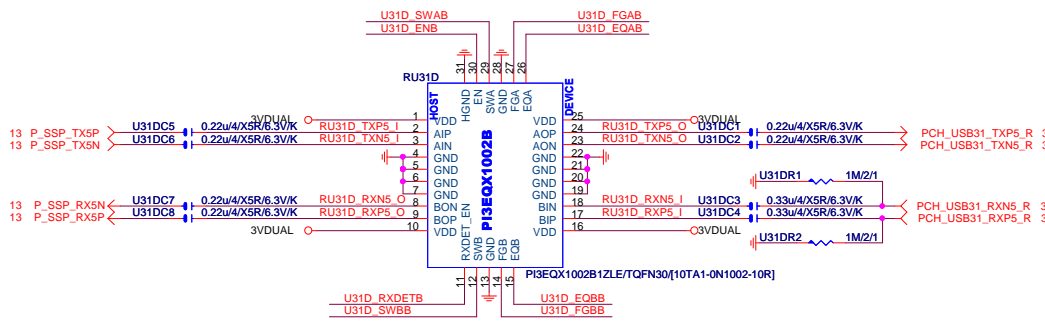 U31D_SWAB
U31D_FGAB
U31D_ENB
U31D_EQAB
31
30
29
28
27
26
RU31D
HOST
HGND
EN
SWA
GND
FGA
EQA
DEVICE
3VDUAL
1
VDD
VDD
25
3VDUAL
13 P_SSP_TX5P
U31DC5
0.22u/4/X5R/6.3V/K
RU31D_TXP5_I
2
AIP
AOP
24
RU31D_TXP5_O
U31DC1
0.22u/4/X5R/6.3V/K
PCH_USB31_TXP5_R 3
13 P_SSP_TX5N
U31DC6
0.22u/4/X5R/6.3V/K
RU31D_TXN5_I
3
AIN
AON
23
RU31D_TXN5_O
U31DC2
0.22u/4/X5R/6.3V/K
PCH_USB31_TXN5_R 3
4
GND
GND
22
5
GND
GND
21
6
GND
GND
20
7
GND
GND
19
PI3EQX1002B
U31DR1
1M/2/1
13 P_SSP_RX5N
U31DC7
0.22u/4/X5R/6.3V/K
RU31D_RXN5_O
8
BON
BIN
18
RU31D_RXN5_I
U31DC3
0.33u/4/X5R/6.3V/K
PCH_USB31_RXN5_R 3
13 P_SSP_RX5P
U31DC8
0.22u/4/X5R/6.3V/K
RU31D_RXP5_O
9
BOP
BIP
17
RU31D_RXP5_I
U31DC4
0.33u/4/X5R/6.3V/K
PCH_USB31_RXP5_R 3
3VDUAL
10
VDD
VDD
16
3VDUAL
U31DR2
1M/2/1
RXDET_EN
SWB
GND
FGB
EQB
PI3EQX1002B1ZLE/TQFN30/[10TA1-0N1002-10R]
11
12
13
14
15
U31D_RXDETB
U31D_EQBB
U31D_SWBB
U31D_FGBB